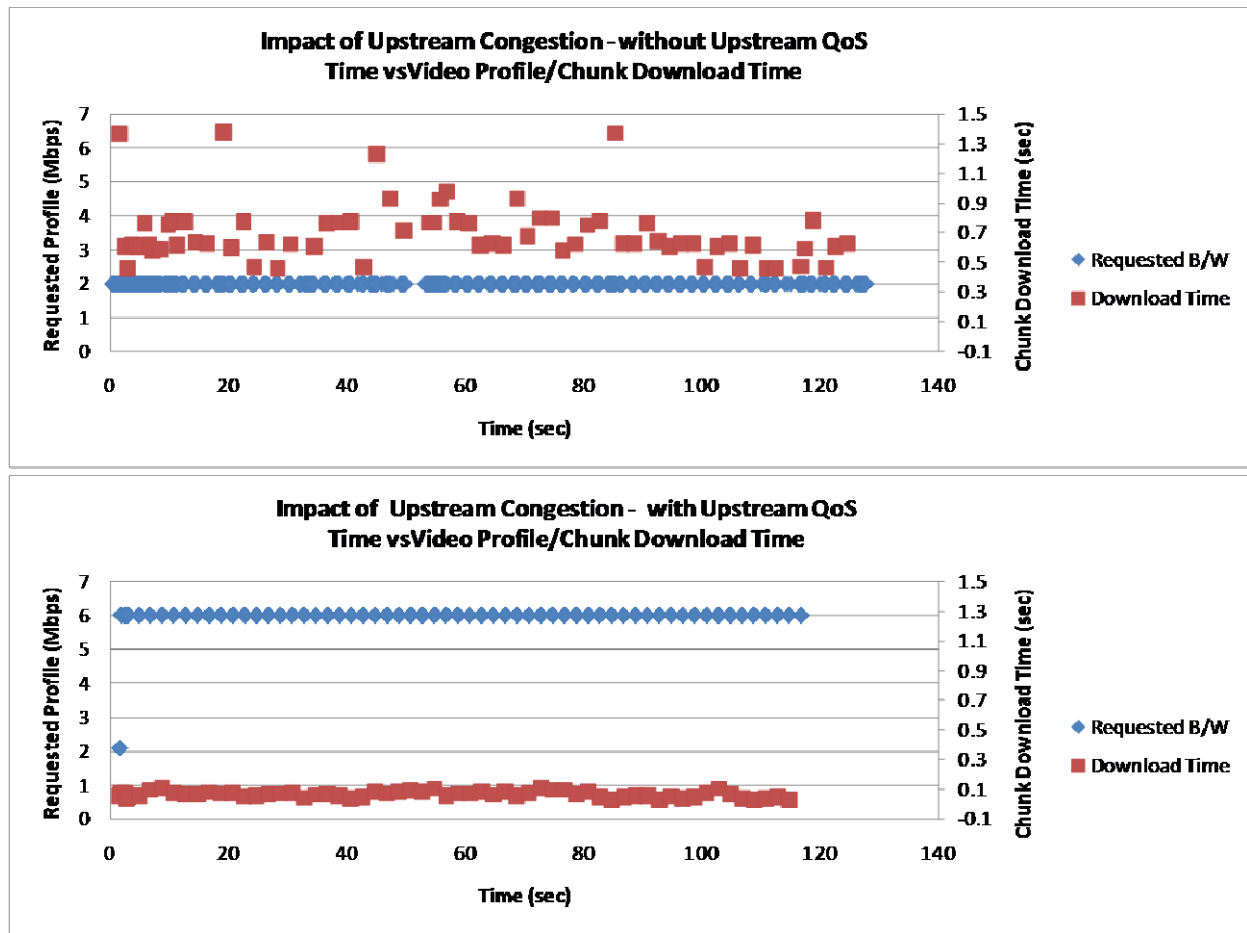 Impact of Upstream Congestion - without Upstream QoS
Time vsVideo Profile/Chunk Download Time
Requested Profile (Mbps)
7
6
5
4
3
2
1
0
1.5
1.3
1.1
0.9
0.7
0.5
0.3
0.1
-0.1
Chunk Download Time (sec)
0 20 40 60 80 100 120 140
Time (sec)
Requested B/W
Download Time
Impact of Upstream Congestion - with Upstream QoS
Time vsVideo Profile/Chunk Download Time
Requested Profile (Mbps)
7
6
5
4
3
2
1
0
1.5
1.3
1.1
0.9
0.7
0.5
0.3
0.1
-0.1
Chunk Download Time (sec)
0 20 40 60 80 100 120 140
Time (sec)
Requested B/W
Download Time